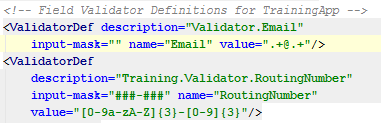 <!-- Field Validator Definitions for TrainingApp -->
<ValidatorDef description="Validator.Email"
input-mask="" name="Email" value=".+@.+"/>
<ValidatorDef
description="Training.Validator.RoutingNumber"
input-mask="###-###" name="RoutingNumber"
value="[0-9a-zA-Z]{3}-[0-9]{3}"/>